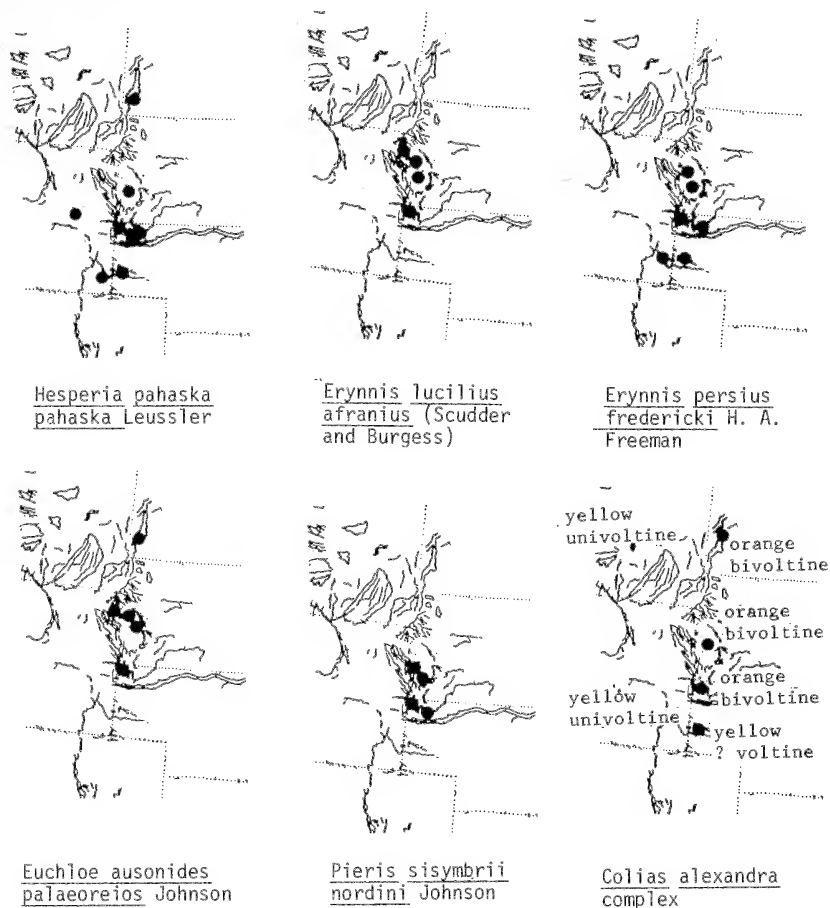 Hesperia pahaska
pahaska Leussler
Erynnis lucilius
afranius (Scudder
and Burgess)
Erynnis persius
fredericki H. A.
Freeman
yellow
univoltine
orange
bivoltine
orange
bivoltine
orange
bivoltine
yellow
univoltine
yellow
? voltine
Euchloe ausonides
palaeoreios Johnson
Pieris sisymbrii
nordini Johnson
Colias alexandra
complex